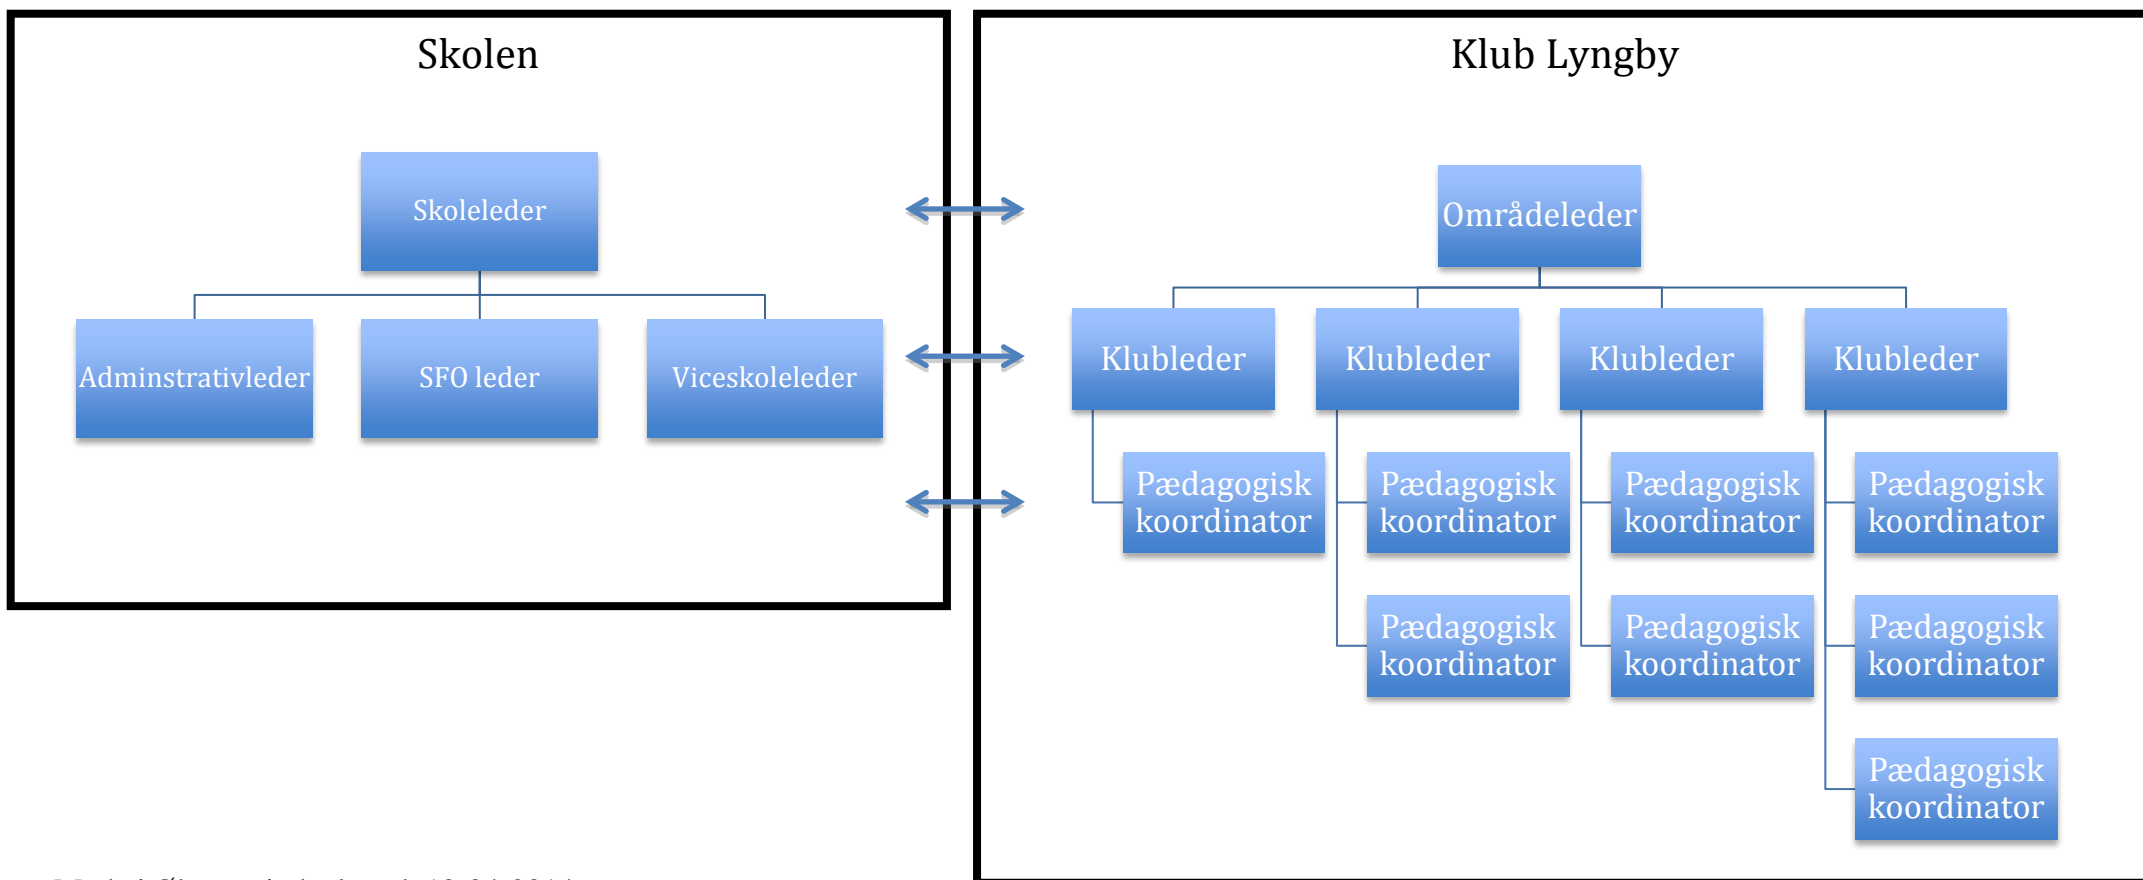 Skolen
Skoleleder
Adminstrativleder
SFO leder
Viceskoleleder
Klub Lyngby
Områdeleder
Klubleder
Klubleder
Klubleder
Klubleder
Pædagogisk
koordinator
Pædagogisk
koordinator
Pædagogisk
koordinator
Pædagogisk
koordinator
Pædagogisk
koordinator
Pædagogisk
koordinator
Pædagogisk
koordinator
Pædagogisk
koordinator